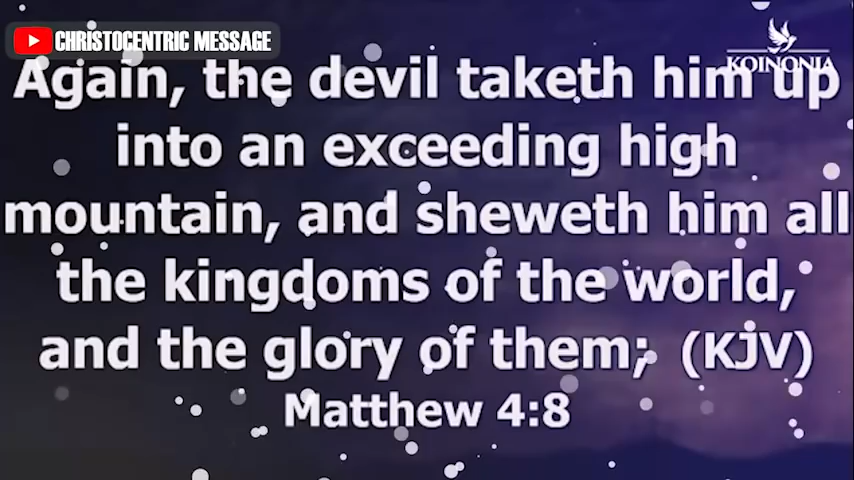 CHRISTOCENTRIC MESSAGE
KOINONIA
Again, the devil taketh him up
into an exceeding high
mountain, and sheweth him all
the kingdoms of the world,
and the glory of them; (KJV)
Matthew 4:8